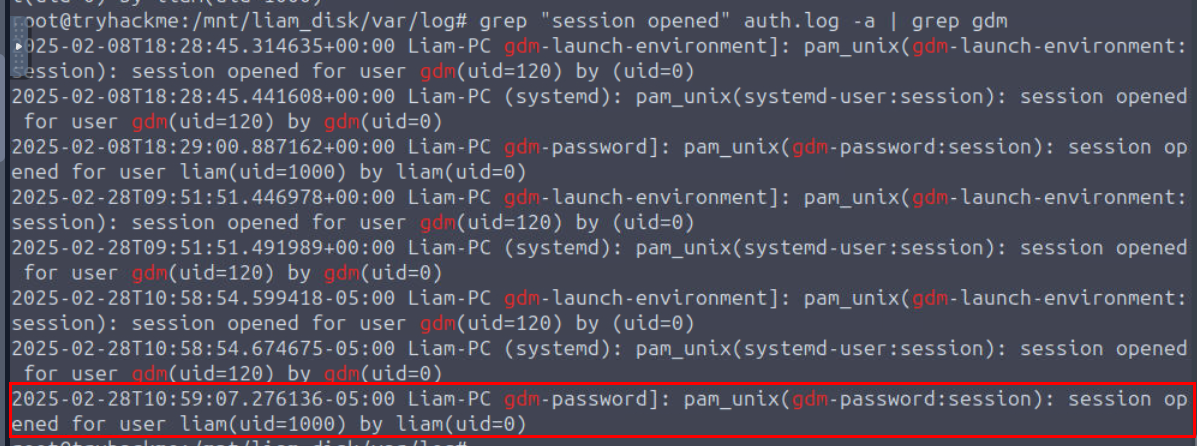 root@tryhackme:/mnt/liam_disk/var/log# grep "session opened" auth.log -a | grep gdm
2025-02-08T18:28:45.314635+00:00 Liam-PC gdm-launch-environment]: pam_unix(gdm-launch-environment:
session): session opened for user gdm(uid=120) by (uid=0)
2025-02-08T18:28:45.441608+00:00 Liam-PC (systemd): pam_unix(systemd-user:session): session opened
 for user gdm(uid=120) by gdm(uid=0)
2025-02-08T18:29:00.887162+00:00 Liam-PC gdm-password]: pam_unix(gdm-password:session): session op
ened for user liam(uid=1000) by liam(uid=0)
2025-02-28T09:51:51.446978+00:00 Liam-PC gdm-launch-environment]: pam_unix(gdm-launch-environment:
session): session opened for user gdm(uid=120) by (uid=0)
2025-02-28T09:51:51.491989+00:00 Liam-PC (systemd): pam_unix(systemd-user:session): session opened
 for user gdm(uid=120) by gdm(uid=0)
2025-02-28T10:58:54.599418-05:00 Liam-PC gdm-launch-environment]: pam_unix(gdm-launch-environment:
session): session opened for user gdm(uid=120) by (uid=0)
2025-02-28T10:58:54.674675-05:00 Liam-PC (systemd): pam_unix(systemd-user:session): session opened
 for user gdm(uid=120) by gdm(uid=0)
2025-02-28T10:59:07.276136-05:00 Liam-PC gdm-password]: pam_unix(gdm-password:session): session op
ened for user liam(uid=1000) by liam(uid=0)
root@tryhackme:/mnt/liam_disk/var/log#